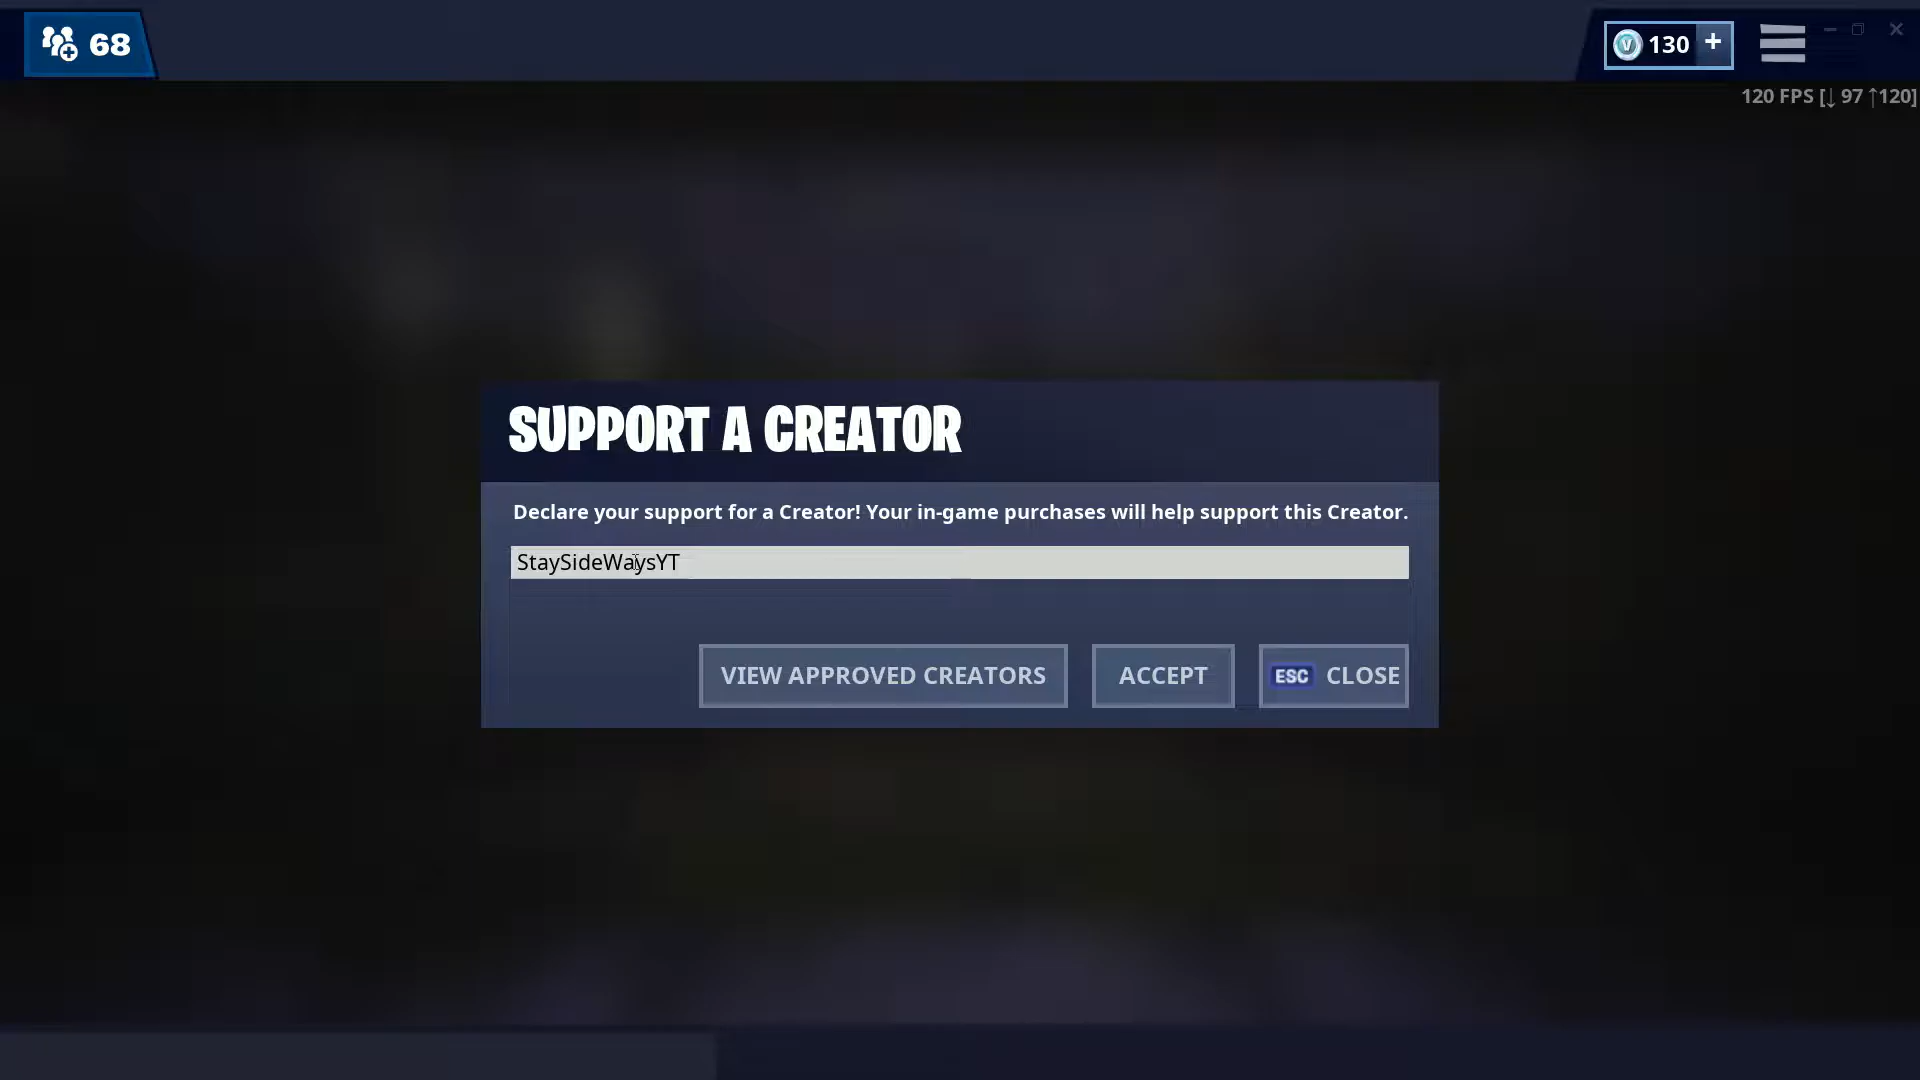 68
V 130 +
120 FPS [↓ 97 ↑120]
SUPPORT A CREATOR
Declare your support for a Creator! Your in-game purchases will help support this Creator.
StaySideWaysYT
VIEW APPROVED CREATORS
ACCEPT
ESC CLOSE